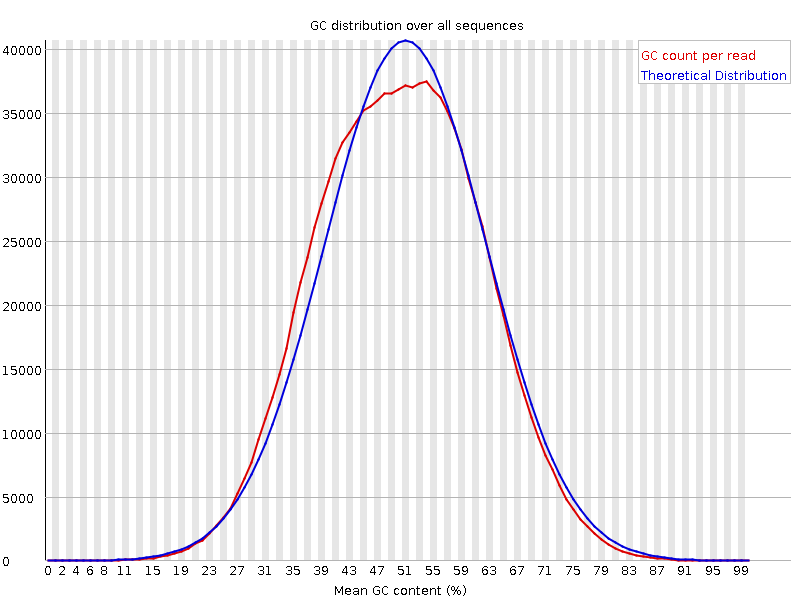 GC distribution over all sequences
GC count per read
Theoretical Distribution
40000
35000
30000
25000
20000
15000
10000
5000
0
0 2 4 6 8 11 15 19 23 27 31 35 39 43 47 51 55 59 63 67 71 75 79 83 87 91 95 99
Mean GC content (%)